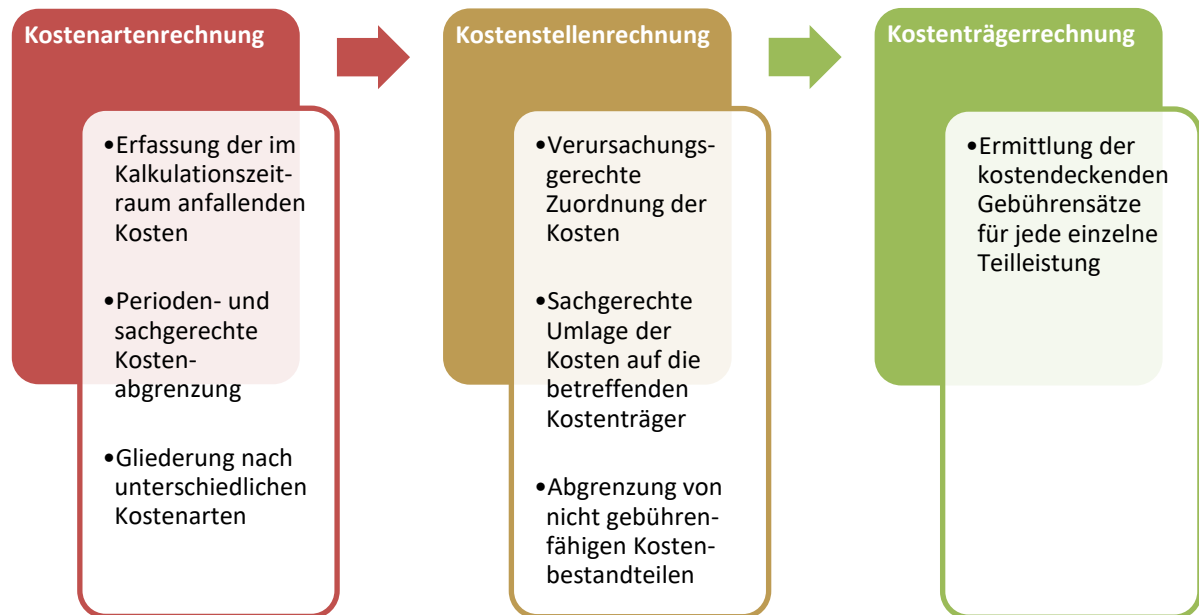 Kostenartenrechnung
•Erfassung der im
Kalkulationszeit-
raum anfallenden
Kosten
•Perioden- und
sachgerechte
Kosten-
abgrenzung
•Gliederung nach
unterschiedlichen
Kostenarten
Kostenstellenrechnung
•Verursachungs-
gerechte
Zuordnung der
Kosten
•Sachgerechte
Umlage der
Kosten auf die
betreffenden
Kostenträger
•Abgrenzung von
nicht gebühren-
fähigen Kosten-
bestandteilen
Kostenträgerrechnung
•Ermittlung der
kostendeckenden
Gebührensätze
für jede einzelne
Teilleistung